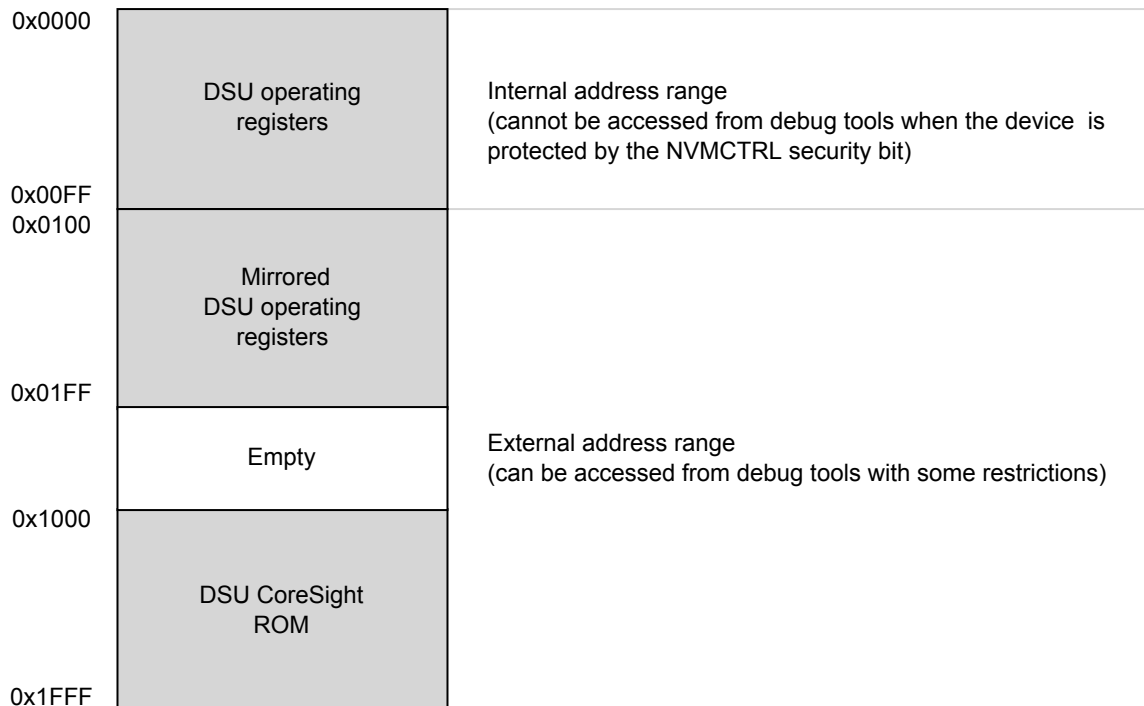 0x0000
DSU operating
registers
Internal address range
(cannot be accessed from debug tools when the device is
protected by the NVMCTRL security bit)
0x00FF
0x0100
Mirrored
DSU operating
registers
0x01FF
Empty
External address range
(can be accessed from debug tools with some restrictions)
0x1000
DSU CoreSight
ROM
0x1FFF